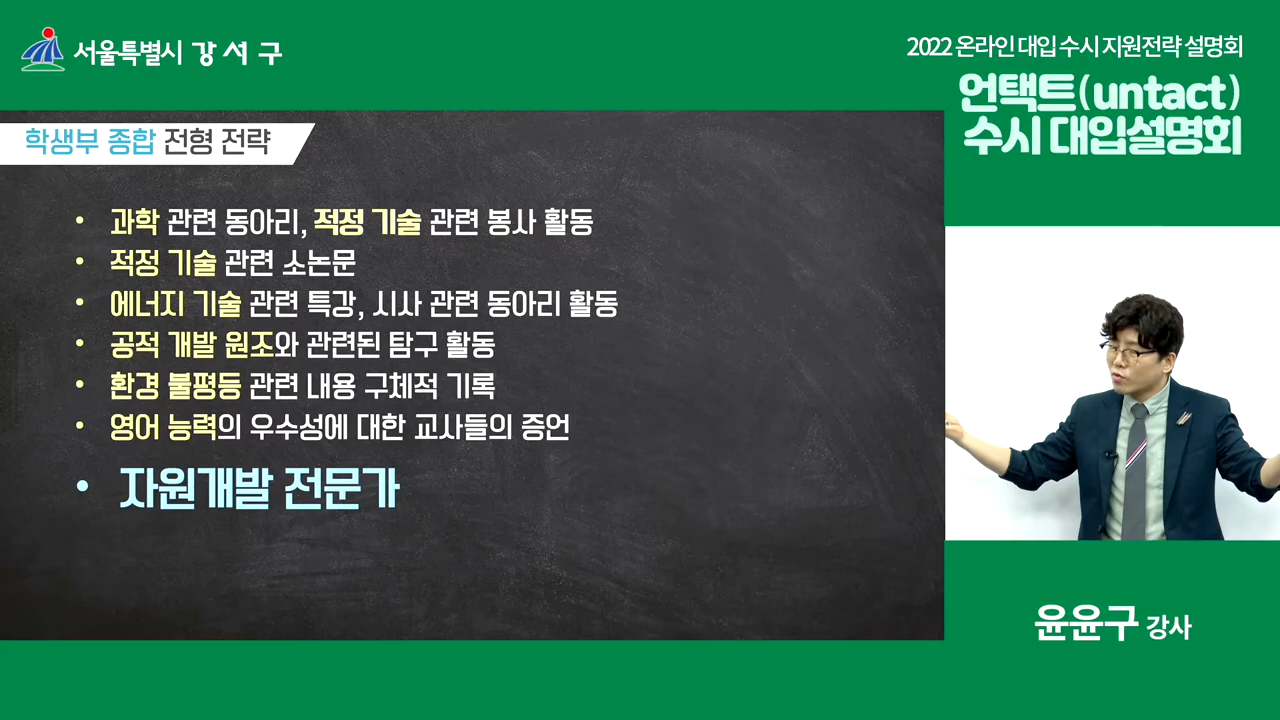 서울특별시 강서구
2022 온라인 대입 수시 지원전략 설명회
언택트(untact)
수시 대입설명회
학생부 종합 전형 전략
• 과학 관련 동아리, 적정 기술 관련 봉사 활동
• 적정 기술 관련 소논문
• 에너지 기술 관련 특강, 시사 관련 동아리 활동
• 공적 개발 원조와 관련된 탐구 활동
• 환경 불평등 관련 내용 구체적 기록
• 영어 능력의 우수성에 대한 교사들의 증언
• 자원개발 전문가
윤윤구 강사